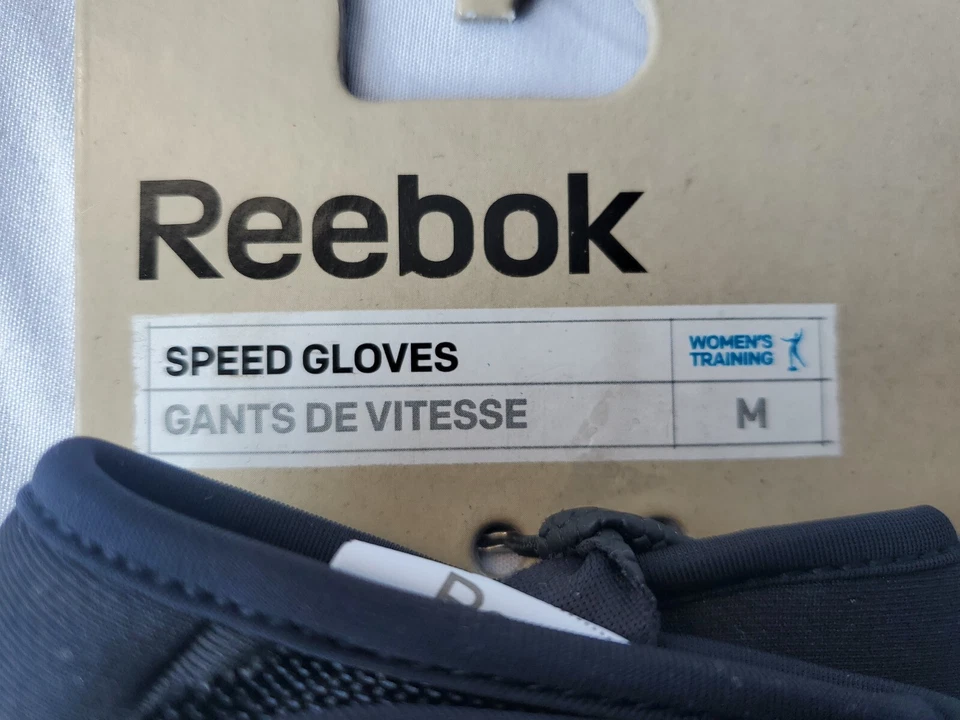 Reebok
SPEED GLOVES
WOMEN'S
TRAINING
GANTS DE VITESSE
M